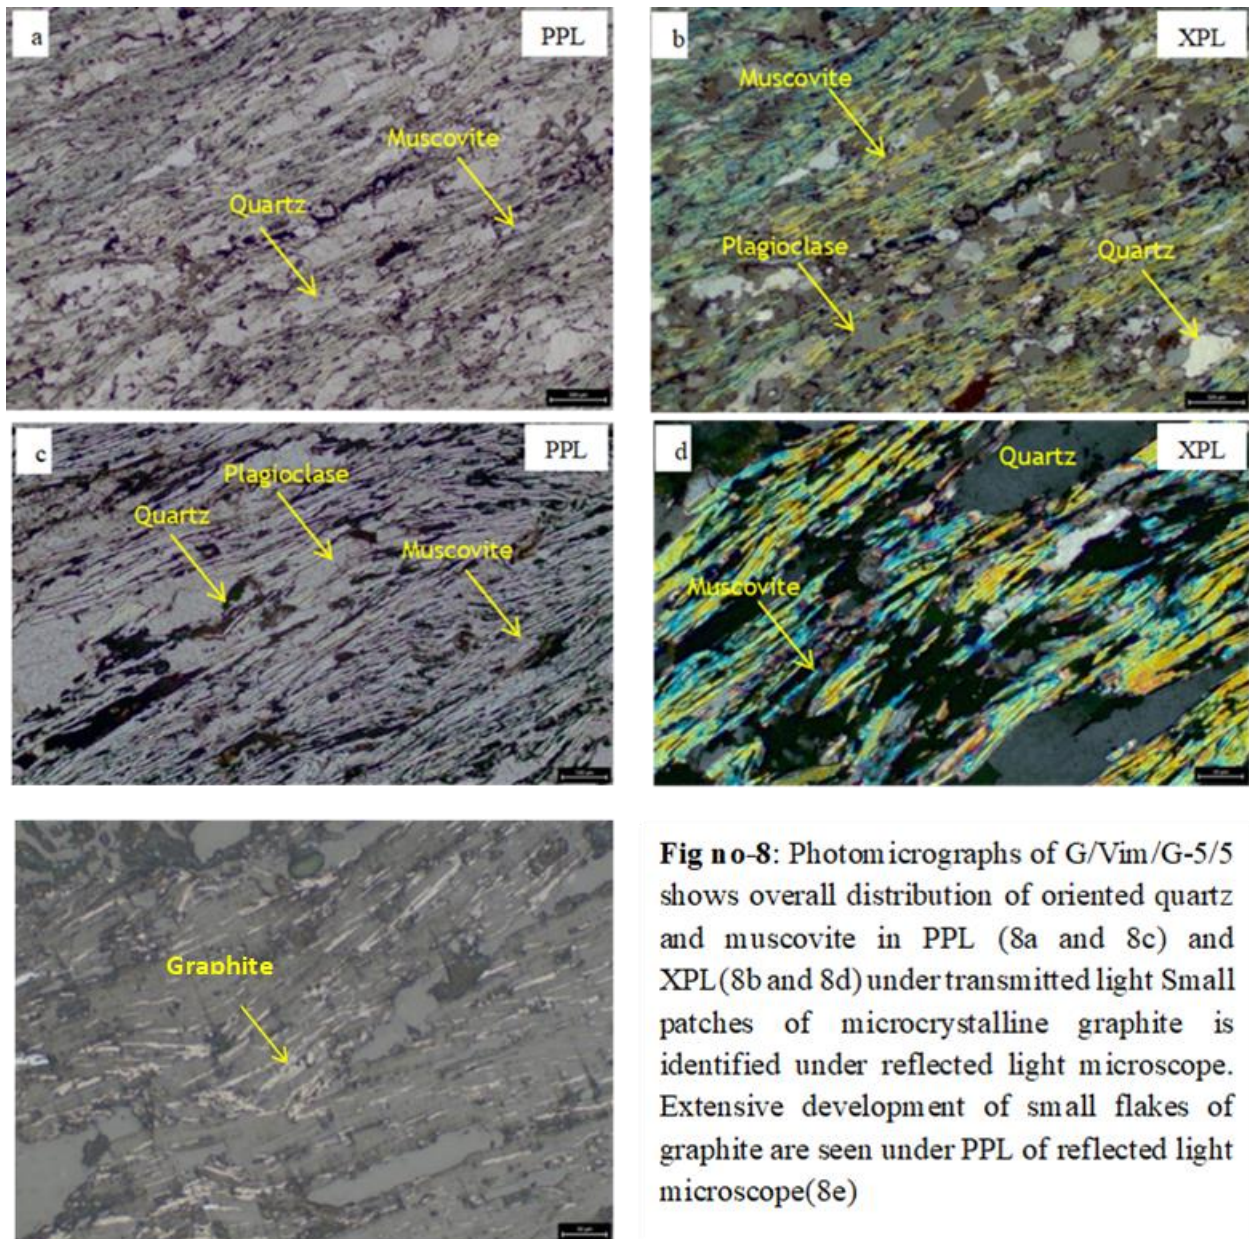 a
PPL
Muscovite
Quartz
b
XPL
Muscovite
Plagioclase
Quartz
c
PPL
Plagioclase
Quartz
Muscovite
d
XPL
Quartz
Muscovite
Graphite
Fig no-8: Photomicrographs of G/Vim/G-5/5
shows overall distribution of oriented quartz
and muscovite in PPL (8a and 8c) and
XPL(8b and 8d) under transmitted light Small
patches of microcrystalline graphite is
identified under reflected light microscope.
Extensive development of small flakes of
graphite are seen under PPL of reflected light
microscope(8e)